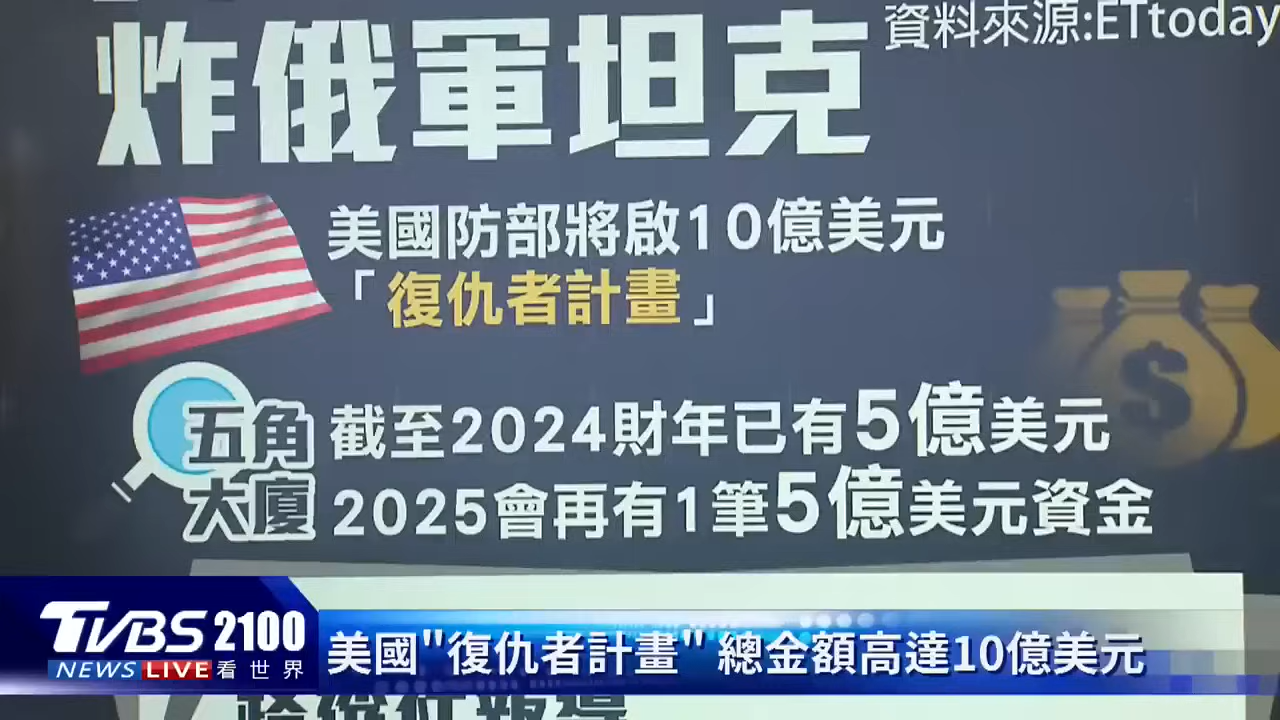 資料來源:ETtoday
炸俄軍坦克
美國防部將啟10億美元
「復仇者計畫」
五角
大廈
截至2024財年已有5億美元
2025會再有1筆5億美元資金
TVBS 2100
NEWS LIVE 看世界
美國"復仇者計畫" 總金額高達10億美元